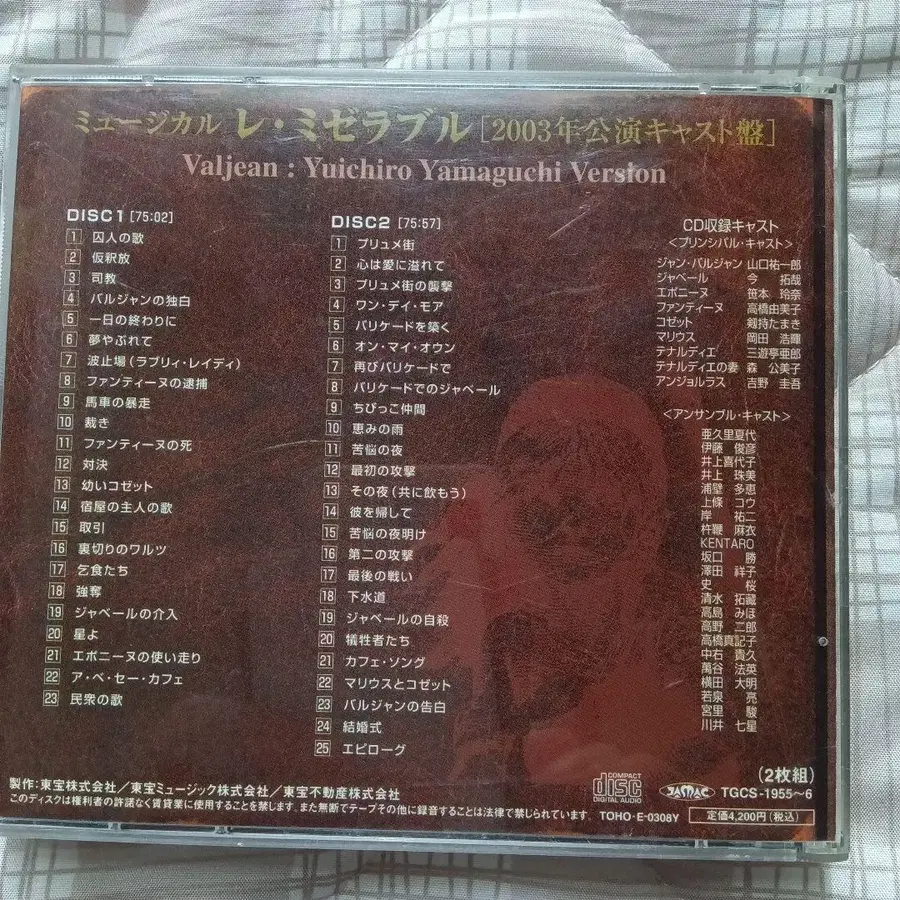 ミュージカル レ・ミゼラブル [2003年公演キャスト盤]
Valjean : Yuichiro Yamaguchi Version
DISC1 [75:02]
1 囚人の歌
2 仮釈放
3 司教
4 バルジャンの独白
5 一日の終わりに
6 夢やぶれて
7 波止場(ラブリィ・レイディ)
8 ファンティーヌの逮捕
9 馬車の暴走
10 裁き
11 ファンティーヌの死
12 対決
13 幼いコゼット
14 宿屋の主人の歌
15 取引
16 裏切りのワルツ
17 乞食たち
18 強奪
19 ジャベールの介入
20 星よ
21 エポニーヌの使い走り
22 ア・ベ・セー・カフェ
23 民衆の歌
DISC2 [75:57]
1 プリュメ街
2 心は愛に溢れて
3 プリュメ街の襲撃
4 ワン・デイ・モア
5 バリケードを築く
6 オン・マイ・オウン
7 再びバリケードで
8 バリケードでのジャベール
9 ちびっこ仲間
10 恵みの雨
11 苦悩の夜
12 最初の攻撃
13 その夜(共に飲もう)
14 彼を帰して
15 苦悩の夜明け
16 第二の攻撃
17 最後の戦い
18 下水道
19 ジャベールの自殺
20 犠牲者たち
21 カフェ・ソング
22 マリウスとコゼット
23 バルジャンの告白
24 結婚式
25 エピローグ
CD収録キャスト
<プリンシパル・キャスト>
ジャン・バルジャン 山口祐一郎
ジャベール 今 拓哉
エポニーヌ 笹本 玲奈
ファンティーヌ 高橋由美子
コゼット 剱持たまき
マリウス 岡田 浩暉
テナルディエ 三遊亭亜郎
テナルディエの妻 森 公美子
アンジョルラス 吉野 圭吾
<アンサンブル・キャスト>
亜久里夏代
伊藤 俊彦
井上喜代子
井上 珠美
浦壁 多恵
上條 コウ
岸 祐二
杵鞭 麻衣
KENTARO
坂口 勝
澤田 祥子
史 桜
清水 拓藏
高島 みほ
高野 二郎
高橋真記子
中右 貴久
萬谷 法英
横田 大明
若泉 亮
宮里 駿
川井 七星
製作:東宝株式会社/東宝ミュージック株式会社/東宝不動産株式会社
このディスクは権利者の許諾なく賃貸業に使用することを禁じます。また無断でテープその他に録音することは法律で禁じられています。
TOHO・E-0308Y
COMPACT
disc
DIGITAL AUDIO
JASRAC
(2枚組)
TGCS-1955～6
定価4,200円(税込)